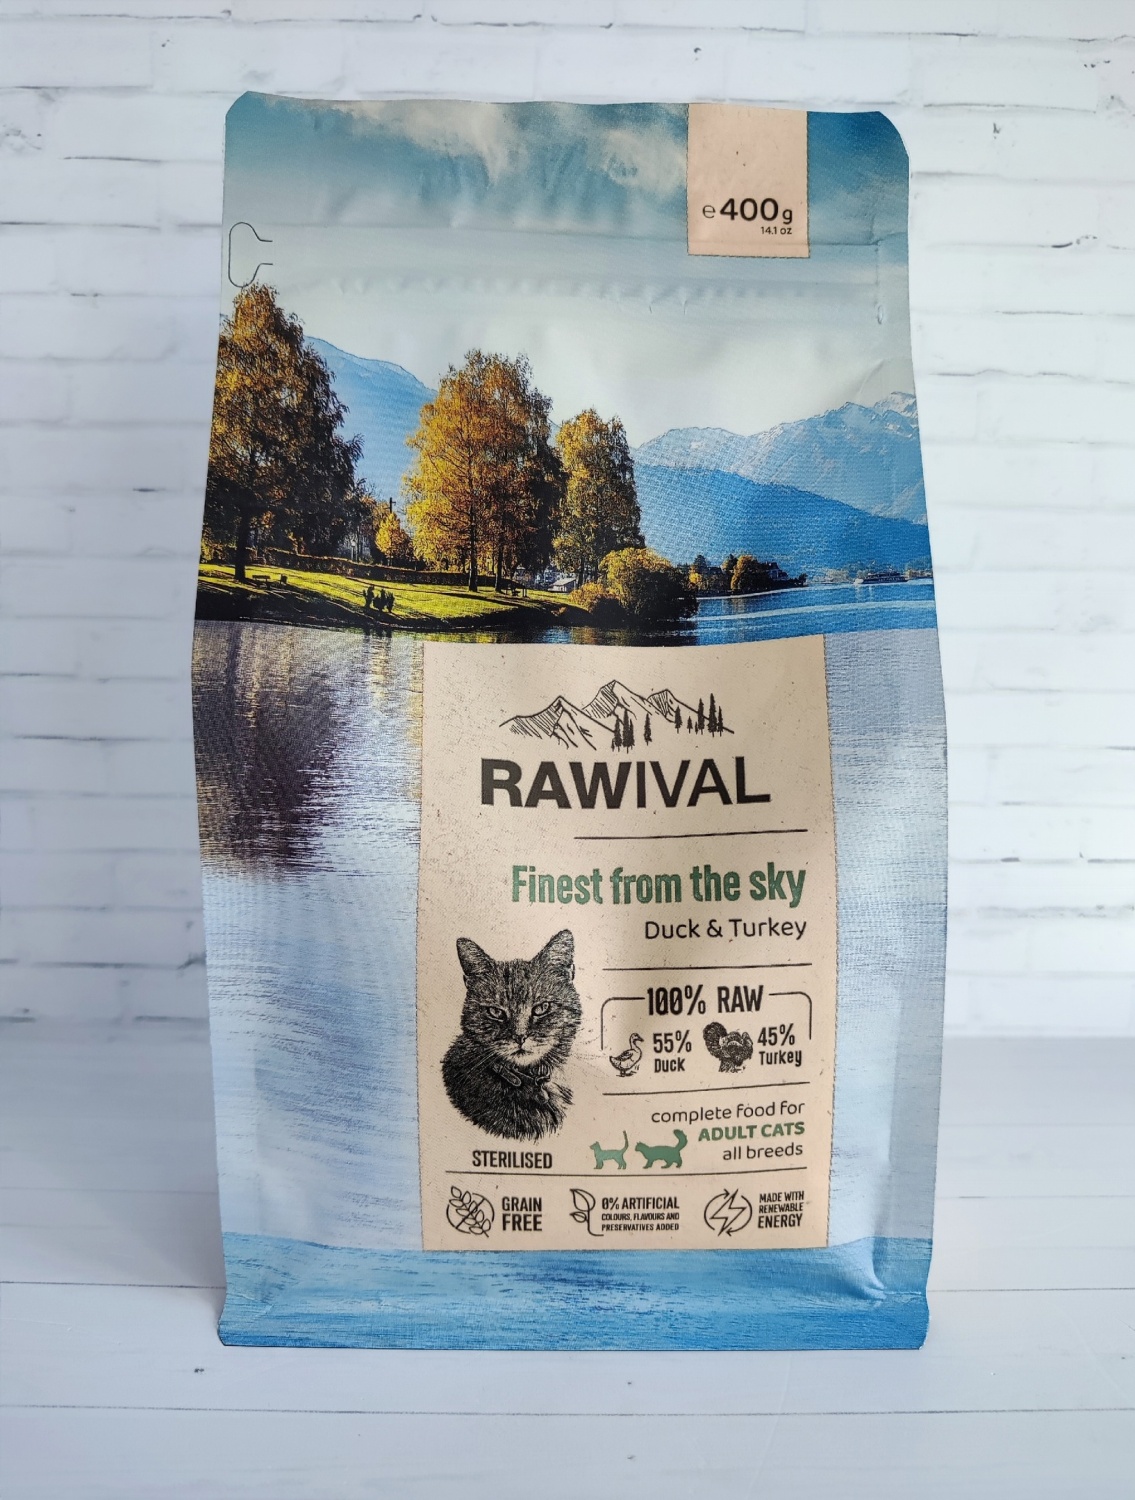 e400g
14.1 oz
RAWIVAL
Finest from the sky
Duck & Turkey
100% RAW
55%
Duck
45%
Turkey
complete food for
ADULT CATS
all breeds
STERILISED
GRAIN
FREE
0% ARTIFICIAL
COLOURS, FLAVOURS AND
PRESERVATIVES ADDED
MADE WITH
RENEWABLE
ENERGY